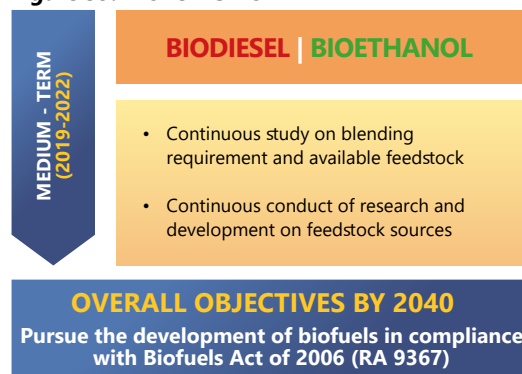 BIODIESEL | BIOETHANOL
MEDIUM - TERM
(2019-2022)
• Continuous study on blending
requirement and available feedstock
• Continuous conduct of research and
development on feedstock sources
OVERALL OBJECTIVES BY 2040
Pursue the development of biofuels in compliance
with Biofuels Act of 2006 (RA 9367)